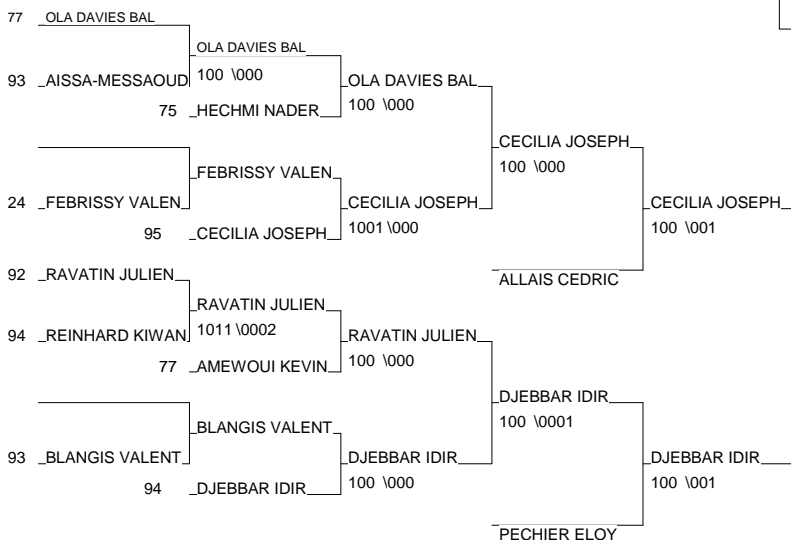 77 OLA DAVIES BAL
OLA DAVIES BAL
93 AISSA-MESSAOUD 100 \000 OLA DAVIES BAL
75 HECHMI NADER 100 \000
CECILIA JOSEPH
100 \000
FEBRISSY VALEN
24 FEBRISSY VALEN CECILIA JOSEPH CECILIA JOSEPH
95 CECILIA JOSEPH 1001 \000 100 \001
92 RAVATIN JULIEN ALLAIS CEDRIC
RAVATIN JULIEN
94 REINHARD KIWAN 1011 \0002 RAVATIN JULIEN
77 AMEWOUI KEVIN 100 \000
DJEBBAR IDIR
100 \0001
BLANGIS VALENT
93 BLANGIS VALENT DJEBBAR IDIR DJEBBAR IDIR
94 DJEBBAR IDIR 100 \000 100 \001
PECHIER ELOY